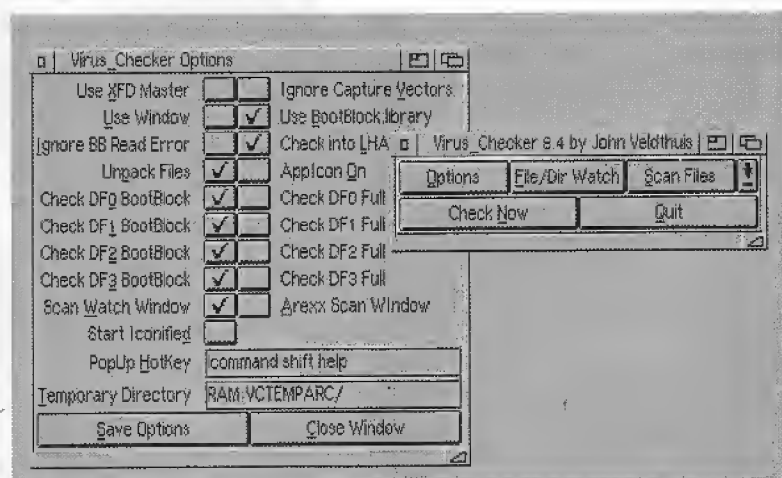 Virus_Checker Options
Use XFD Master
Ignore Capture Vectors
Use Window
Use BootBlock.library
Ignore BB Read Error
Check into LHA
Unpack Files
AppIcon On
Check DF0 BootBlock
Check DF0 Full
Check DF1 BootBlock
Check DF1 Full
Check DF2 BootBlock
Check DF2 Full
Check DF3 BootBlock
Check DF3 Full
Scan Watch Window
Arexx Scan Window
Start Iconified
PopUp HotKey
command shift help
Temporary Directory
RAM:VCTEMPARC/
Save Options
Close Window
Virus_Checker 8.4 by John Veldthuis
Options
File/Dir Watch
Scan Files
Check Now
Quit